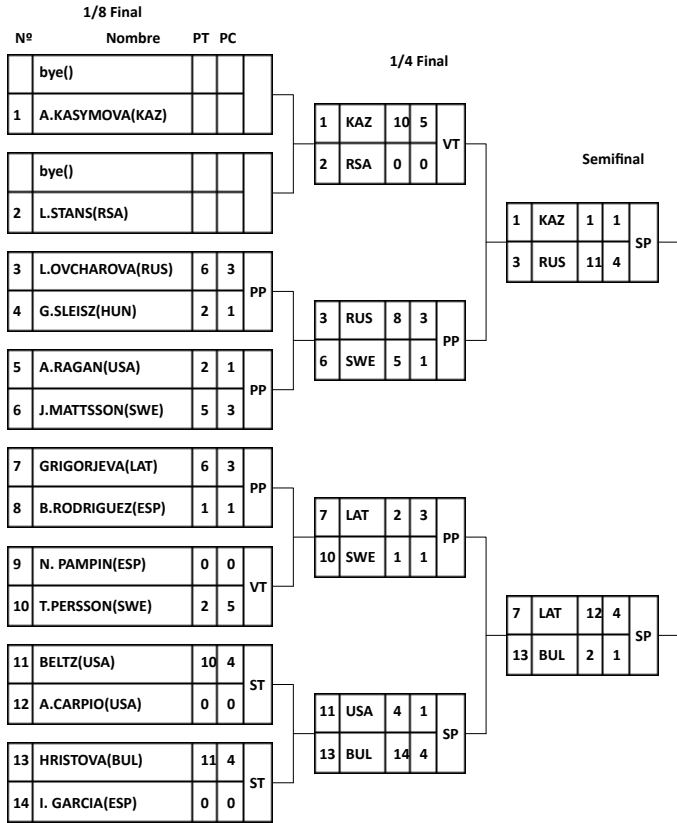 1/8 Final
Nº Nombre PT PC
bye()
1 A.KASYMOVA(KAZ)
bye()
2 L.STANS(RSA)
3 L.OVCHAROVA(RUS) 6 3
PP
4 G.SLEISZ(HUN) 2 1
5 A.RAGAN(USA) 2 1
PP
6 J.MATTSSON(SWE) 5 3
7 GRIGORJEVA(LAT) 6 3
PP
8 B.RODRIGUEZ(ESP) 1 1
9 N. PAMPIN(ESP) 0 0
VT
10 T.PERSSON(SWE) 2 5
11 BELTZ(USA) 10 4
ST
12 A.CARPIO(USA) 0 0
13 HRISTOVA(BUL) 11 4
ST
14 I. GARCIA(ESP) 0 0
1/4 Final
1 KAZ 10 5
VT
2 RSA 0 0
3 RUS 8 3
PP
6 SWE 5 1
7 LAT 2 3
PP
10 SWE 1 1
11 USA 4 1
SP
13 BUL 14 4
Semifinal
1 KAZ 1 1
SP
3 RUS 11 4
7 LAT 12 4
SP
13 BUL 2 1